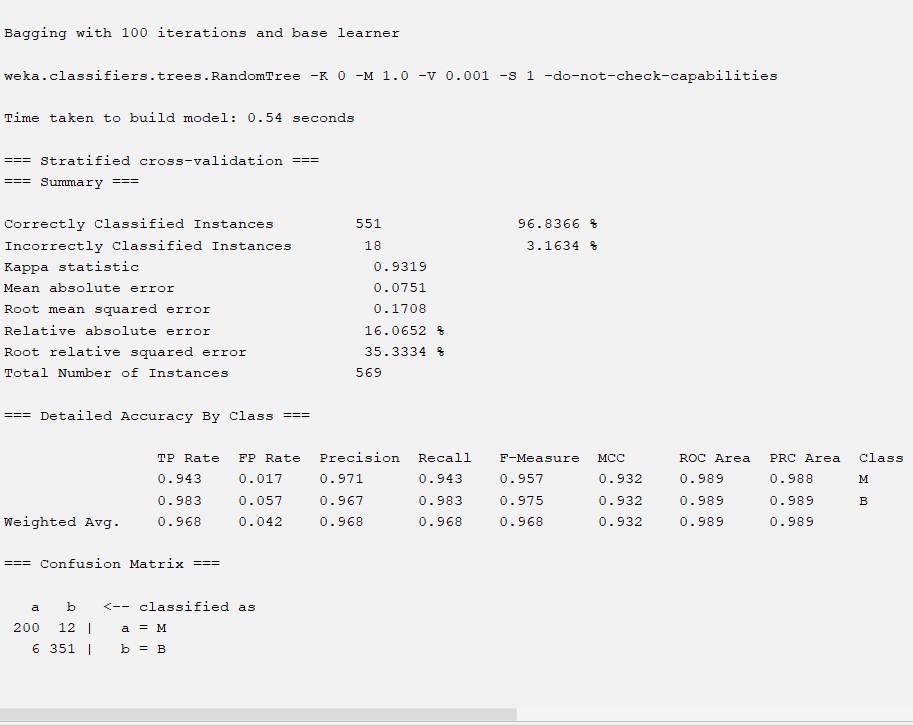 Bagging with 100 iterations and base learner
weka.classifiers.trees.RandomTree -K 0 -M 1.0 -V 0.001 -S 1 -do-not-check-capabilities
Time taken to build model: 0.54 seconds
=== Stratified cross-validation ===
=== Summary ===
Correctly Classified Instances 551 96.8366 %
Incorrectly Classified Instances 18 3.1634 %
Kappa statistic 0.9319
Mean absolute error 0.0751
Root mean squared error 0.1708
Relative absolute error 16.0652 %
Root relative squared error 35.3334 %
Total Number of Instances 569
=== Detailed Accuracy By Class ===
TP Rate FP Rate Precision Recall F-Measure MCC ROC Area PRC Area Class
0.943 0.017 0.971 0.943 0.957 0.932 0.989 0.988 M
0.983 0.057 0.967 0.983 0.975 0.932 0.989 0.989 B
Weighted Avg. 0.968 0.042 0.968 0.968 0.968 0.932 0.989 0.989
=== Confusion Matrix ===
a b <-- classified as
200 12 | a = M
6 351 | b = B